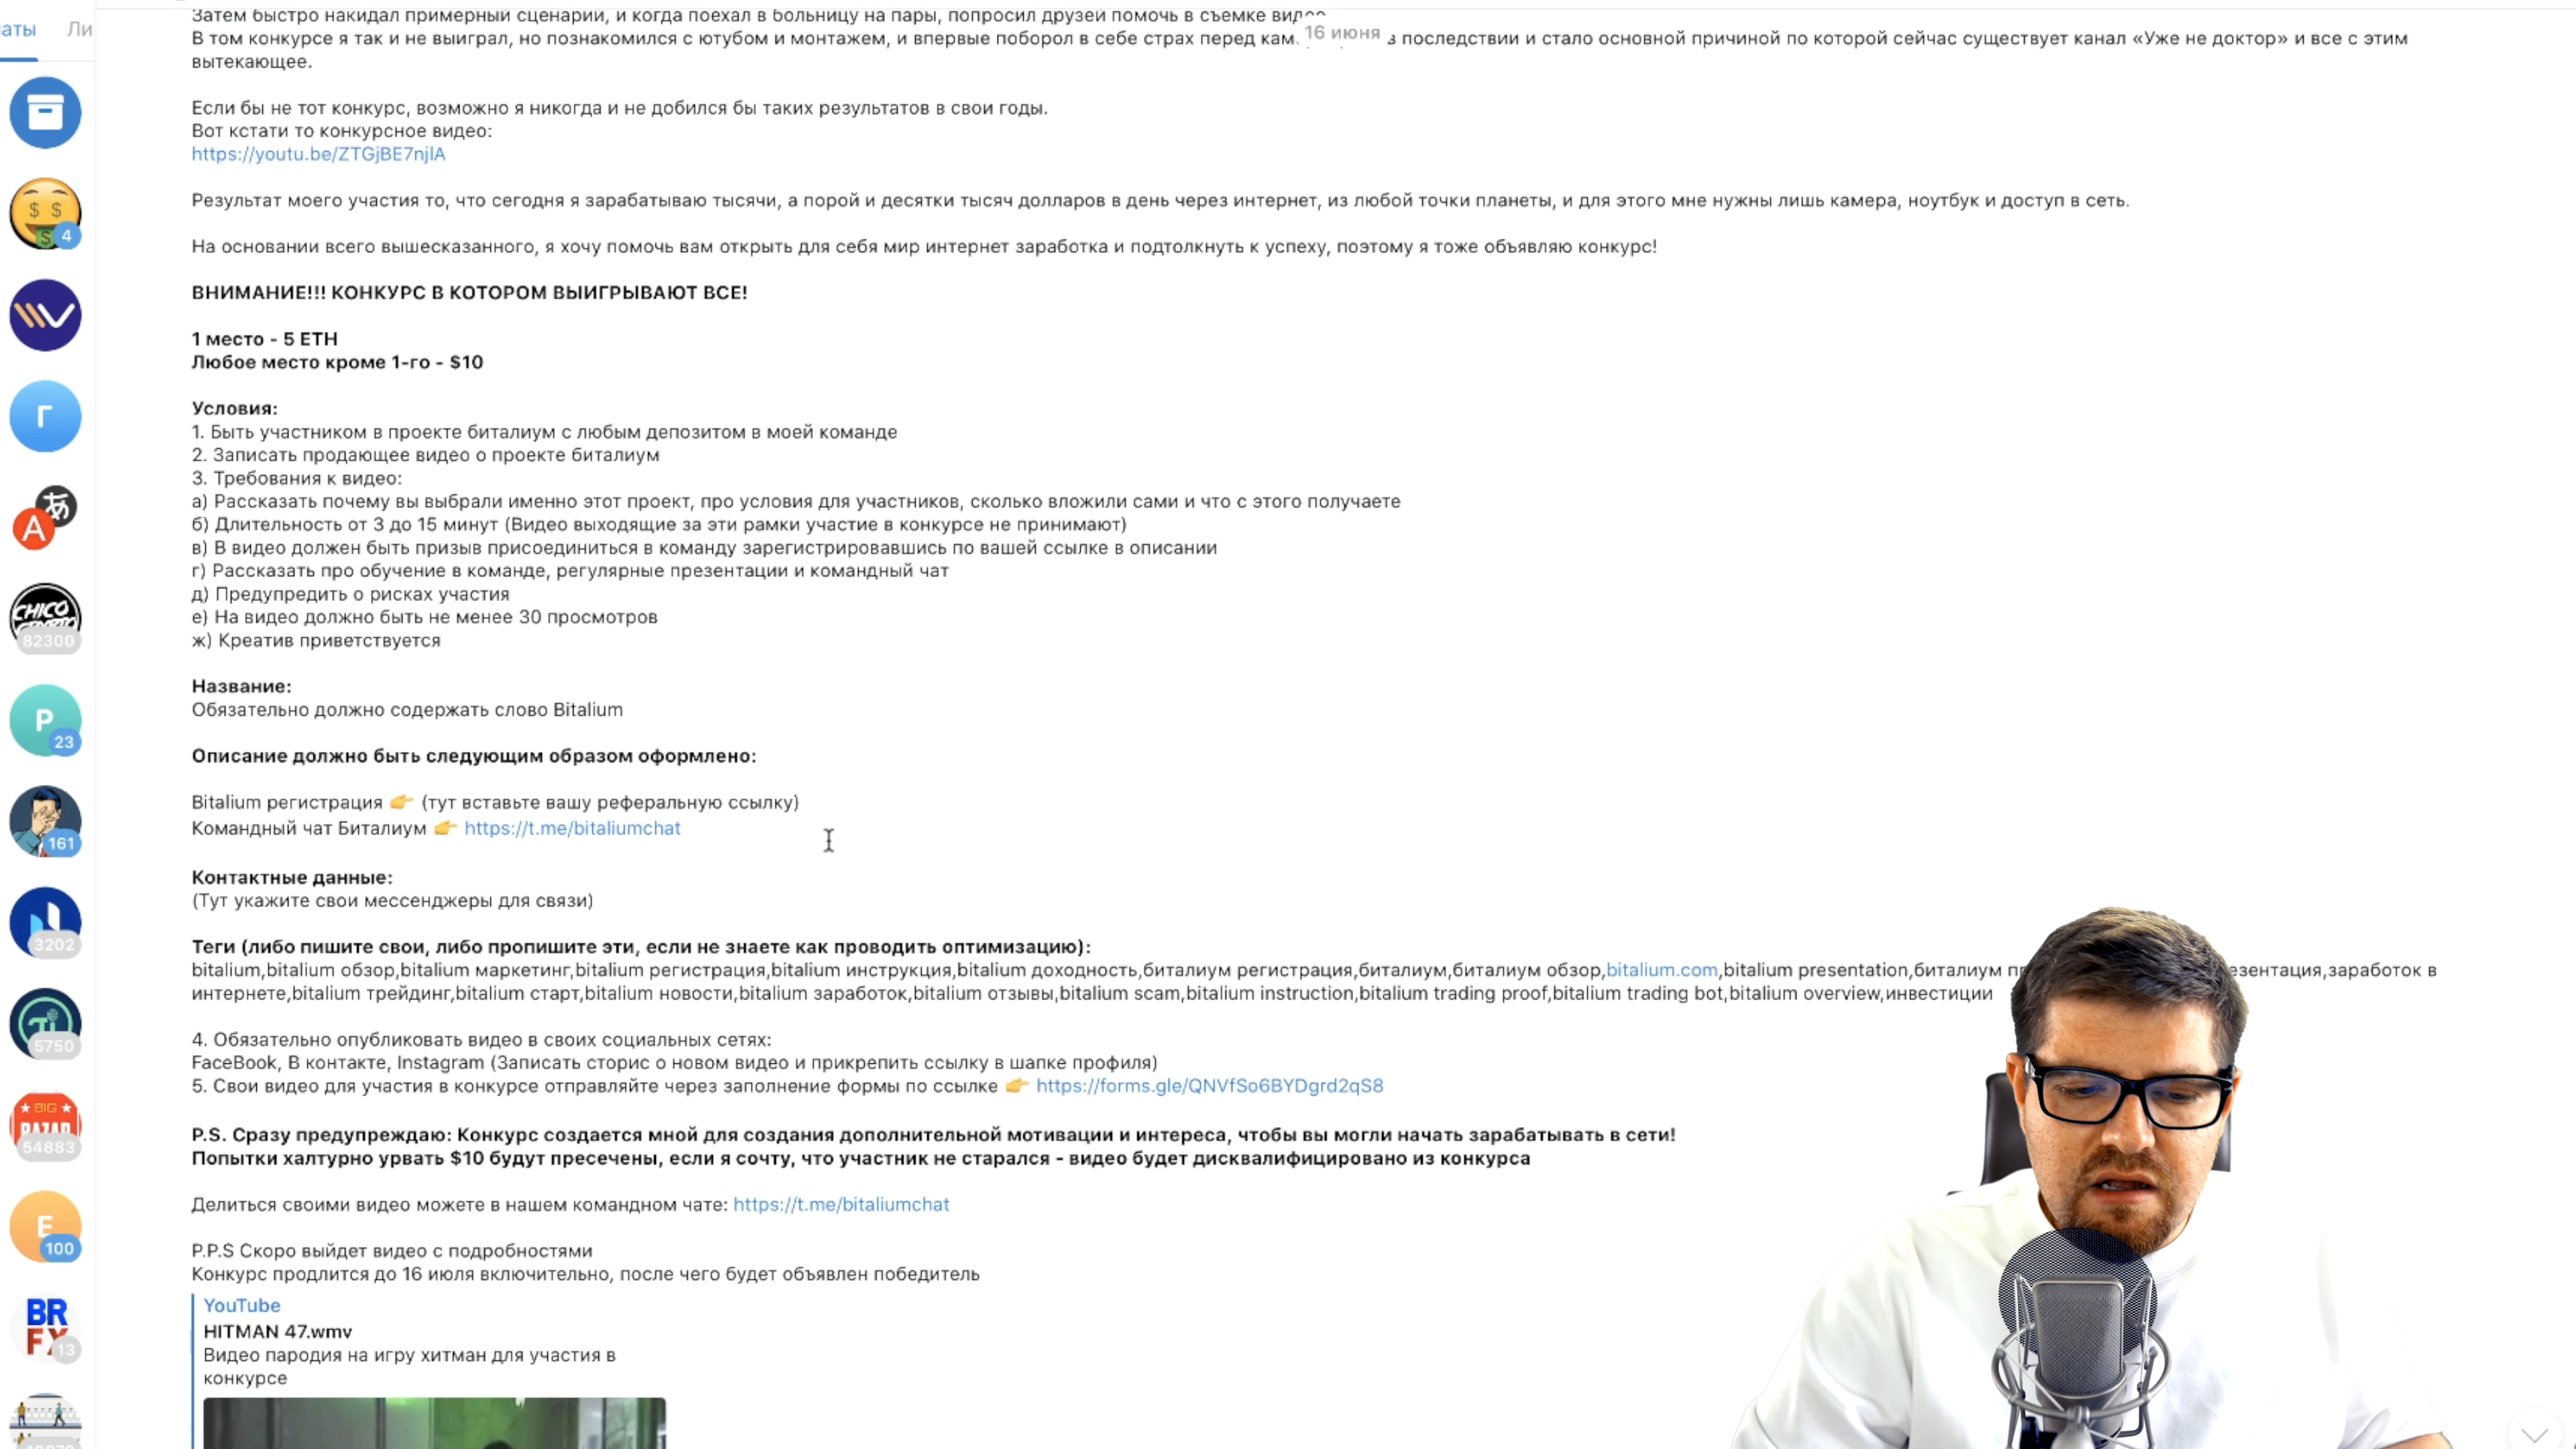 аты Ли
Затем быстро накидал примерный сценарий, и когда поехал в больницу на пары, попросил друзей помочь в съемке
16 июня
В том конкурсе я так и не выиграл, но познакомился с ютубом и монтажем, и впервые поборол в себе страх перед последствии и стало основной причиной по которой сейчас существует канал «Уже не доктор» и все с этим
вытекающее.
Если бы не тот конкурс, возможно я никогда и не добился бы таких результатов в свои годы.
Вот кстати то конкурсное видео:
https://youtu.be/ZTGjBE7njlA
Результат моего участия то, что сегодня я зарабатываю тысячи, а порой и десятки тысяч долларов в день через интернет, из любой точки планеты, и для этого мне нужны лишь камера, ноутбук и доступ в сеть.
На основании всего вышесказанного, я хочу помочь вам открыть для себя мир интернет заработка и подтолкнуть к успеху, поэтому я тоже объявляю конкурс!
ВНИМАНИЕ!!! КОНКУРС В КОТОРОМ ВЫИГРЫВАЮТ ВСЕ!
1 место - 5 ETH
Любое место кроме 1-го - $10
Условия:
1. Быть участником в проекте биталиум с любым депозитом в моей команде
2. Записать продающее видео о проекте биталиум
3. Требования к видео:
а) Рассказать почему вы выбрали именно этот проект, про условия для участников, сколько вложили сами и что с этого получаете
б) Длительность от 3 до 15 минут (Видео выходящие за эти рамки участие в конкурсе не принимают)
в) В видео должен быть призыв присоединиться в команду зарегистрировавшись по вашей ссылке в описании
г) Рассказать про обучение в команде, регулярные презентации и командный чат
д) Предупредить о рисках участия
е) На видео должно быть не менее 30 просмотров
ж) Креатив приветствуется
Название:
Обязательно должно содержать слово Bitalium
Описание должно быть следующим образом оформлено:
Bitalium регистрация 👉 (тут вставьте вашу реферальную ссылку)
Командный чат Биталиум 👉 https://t.me/bitaliumchat
Контактные данные:
(Тут укажите свои мессенджеры для связи)
Теги (либо пишите свои, либо пропишите эти, если не знаете как проводить оптимизацию):
bitalium,bitalium обзор,bitalium маркетинг,bitalium регистрация,bitalium инструкция,bitalium доходность,биталиум регистрация,биталиум,биталиум обзор,bitalium.com,bitalium presentation,биталиум пр езентация,заработок в
интернете,bitalium трейдинг,bitalium старт,bitalium новости,bitalium заработок,bitalium отзывы,bitalium scam,bitalium instruction,bitalium trading proof,bitalium trading bot,bitalium overview,инвестиции
4. Обязательно опубликовать видео в своих социальных сетях:
FaceBook, В контакте, Instagram (Записать сторис о новом видео и прикрепить ссылку в шапке профиля)
5. Свои видео для участия в конкурсе отправляйте через заполнение формы по ссылке 👉 https://forms.gle/QNVfSo6BYDgrd2qS8
P.S. Сразу предупреждаю: Конкурс создается мной для создания дополнительной мотивации и интереса, чтобы вы могли начать зарабатывать в сети!
Попытки халтурно урвать $10 будут пресечены, если я сочту, что участник не старался - видео будет дисквалифицировано из конкурса
Делиться своими видео можете в нашем командном чате: https://t.me/bitaliumchat
P.P.S Скоро выйдет видео с подробностями
Конкурс продлится до 16 июля включительно, после чего будет объявлен победитель
YouTube
HITMAN 47.wmv
Видео пародия на игру хитман для участия в
конкурсе
4
Г
あ
A
CHICO
82300
P
23
161
3202
5750
BIG
54883
E
100
BR
FX
13